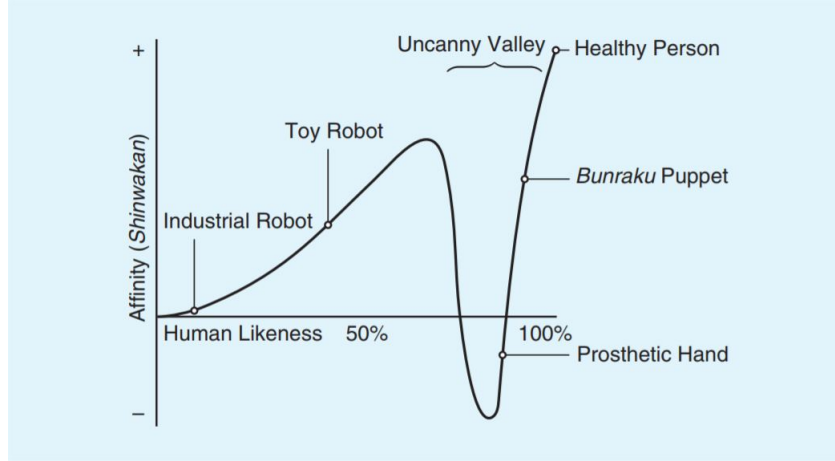 +
Uncanny Valley
Healthy Person
Toy Robot
Bunraku Puppet
Industrial Robot
Affinity (Shinwakan)
Human Likeness 50% 100%
Prosthetic Hand
–